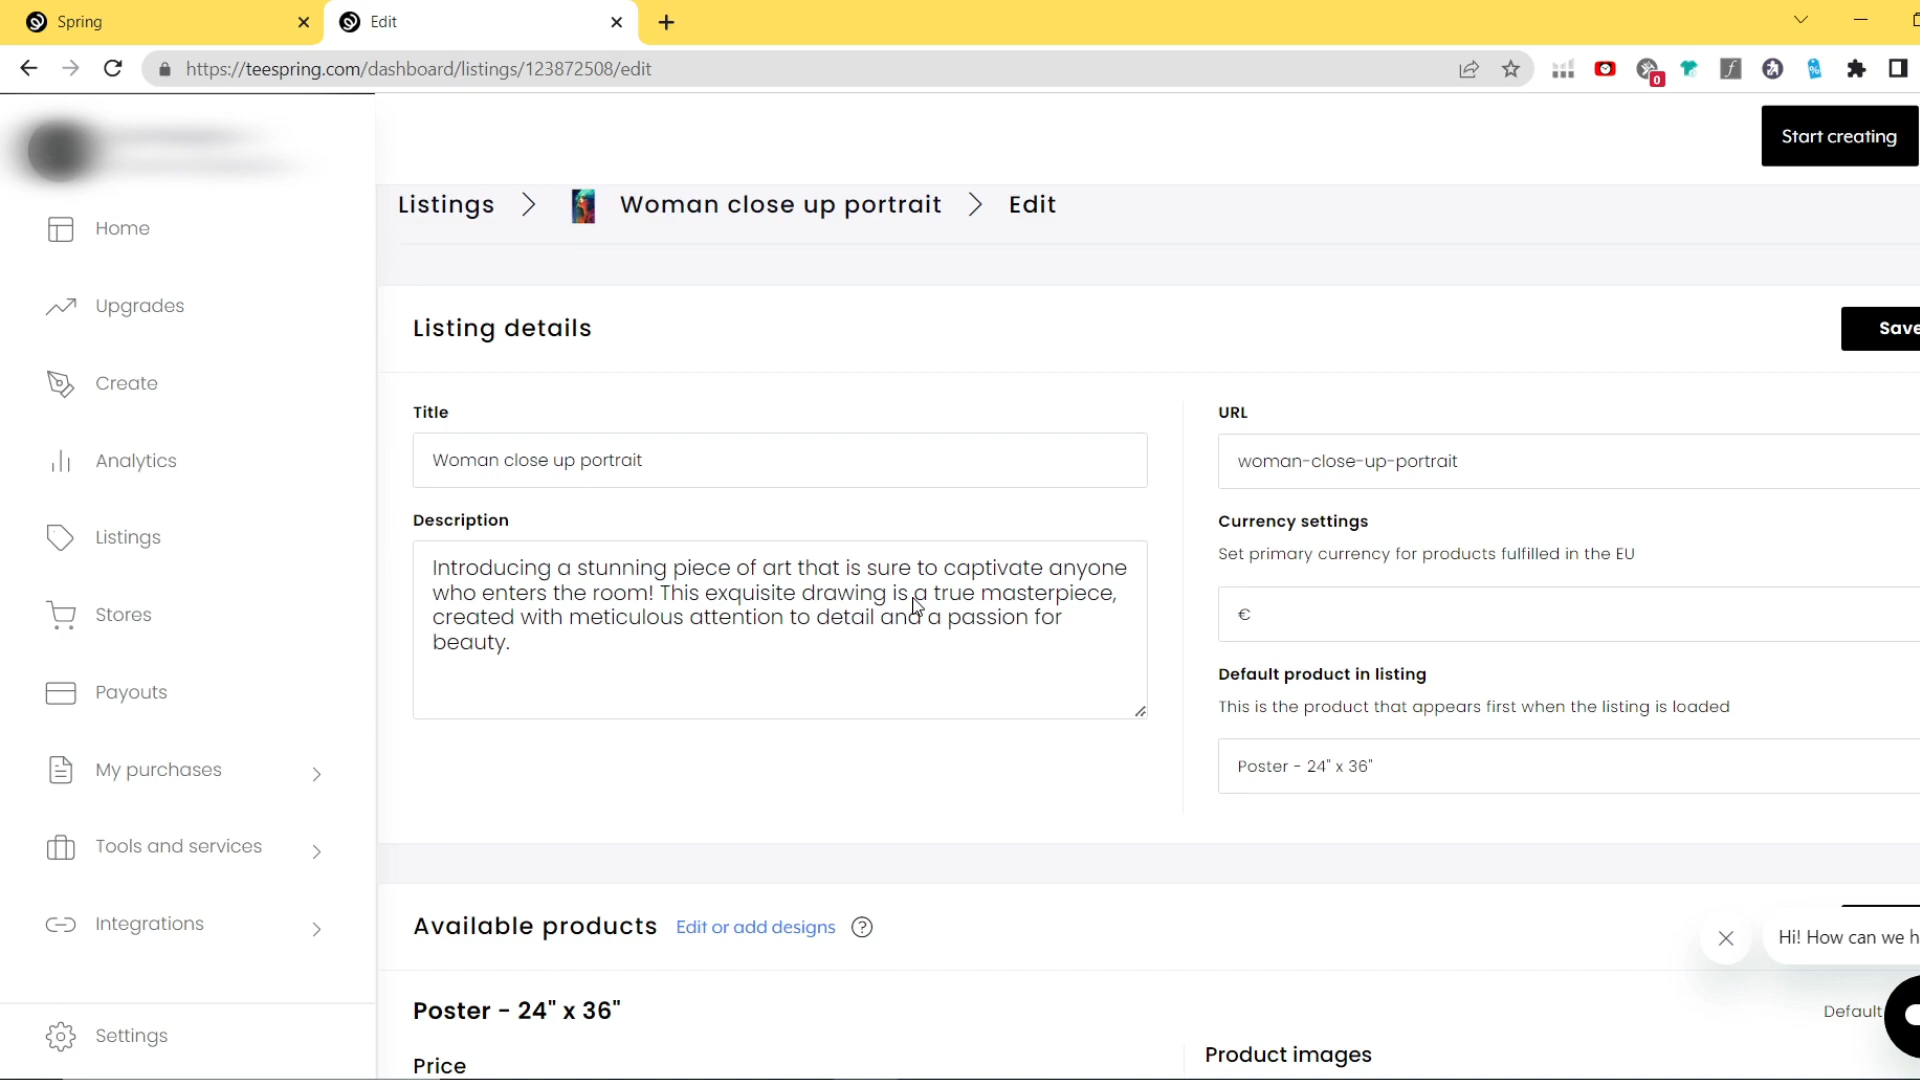 Spring
Edit
https://teespring.com/dashboard/listings/123872508/edit
0
Start creating
Listings > Woman close up portrait > Edit
Home
Upgrades
Create
Analytics
Listings
Stores
Payouts
My purchases
Tools and services
Integrations
Settings
Listing details
Save
Title
Woman close up portrait
Description
Introducing a stunning piece of art that is sure to captivate anyone
who enters the room! This exquisite drawing is a true masterpiece,
created with meticulous attention to detail and a passion for
beauty.
URL
woman-close-up-portrait
Currency settings
Set primary currency for products fulfilled in the EU
€
Default product in listing
This is the product that appears first when the listing is loaded
Poster - 24" x 36"
Available products Edit or add designs ?
Hi! How can we h
Poster - 24" x 36"
Default
Price
Product images